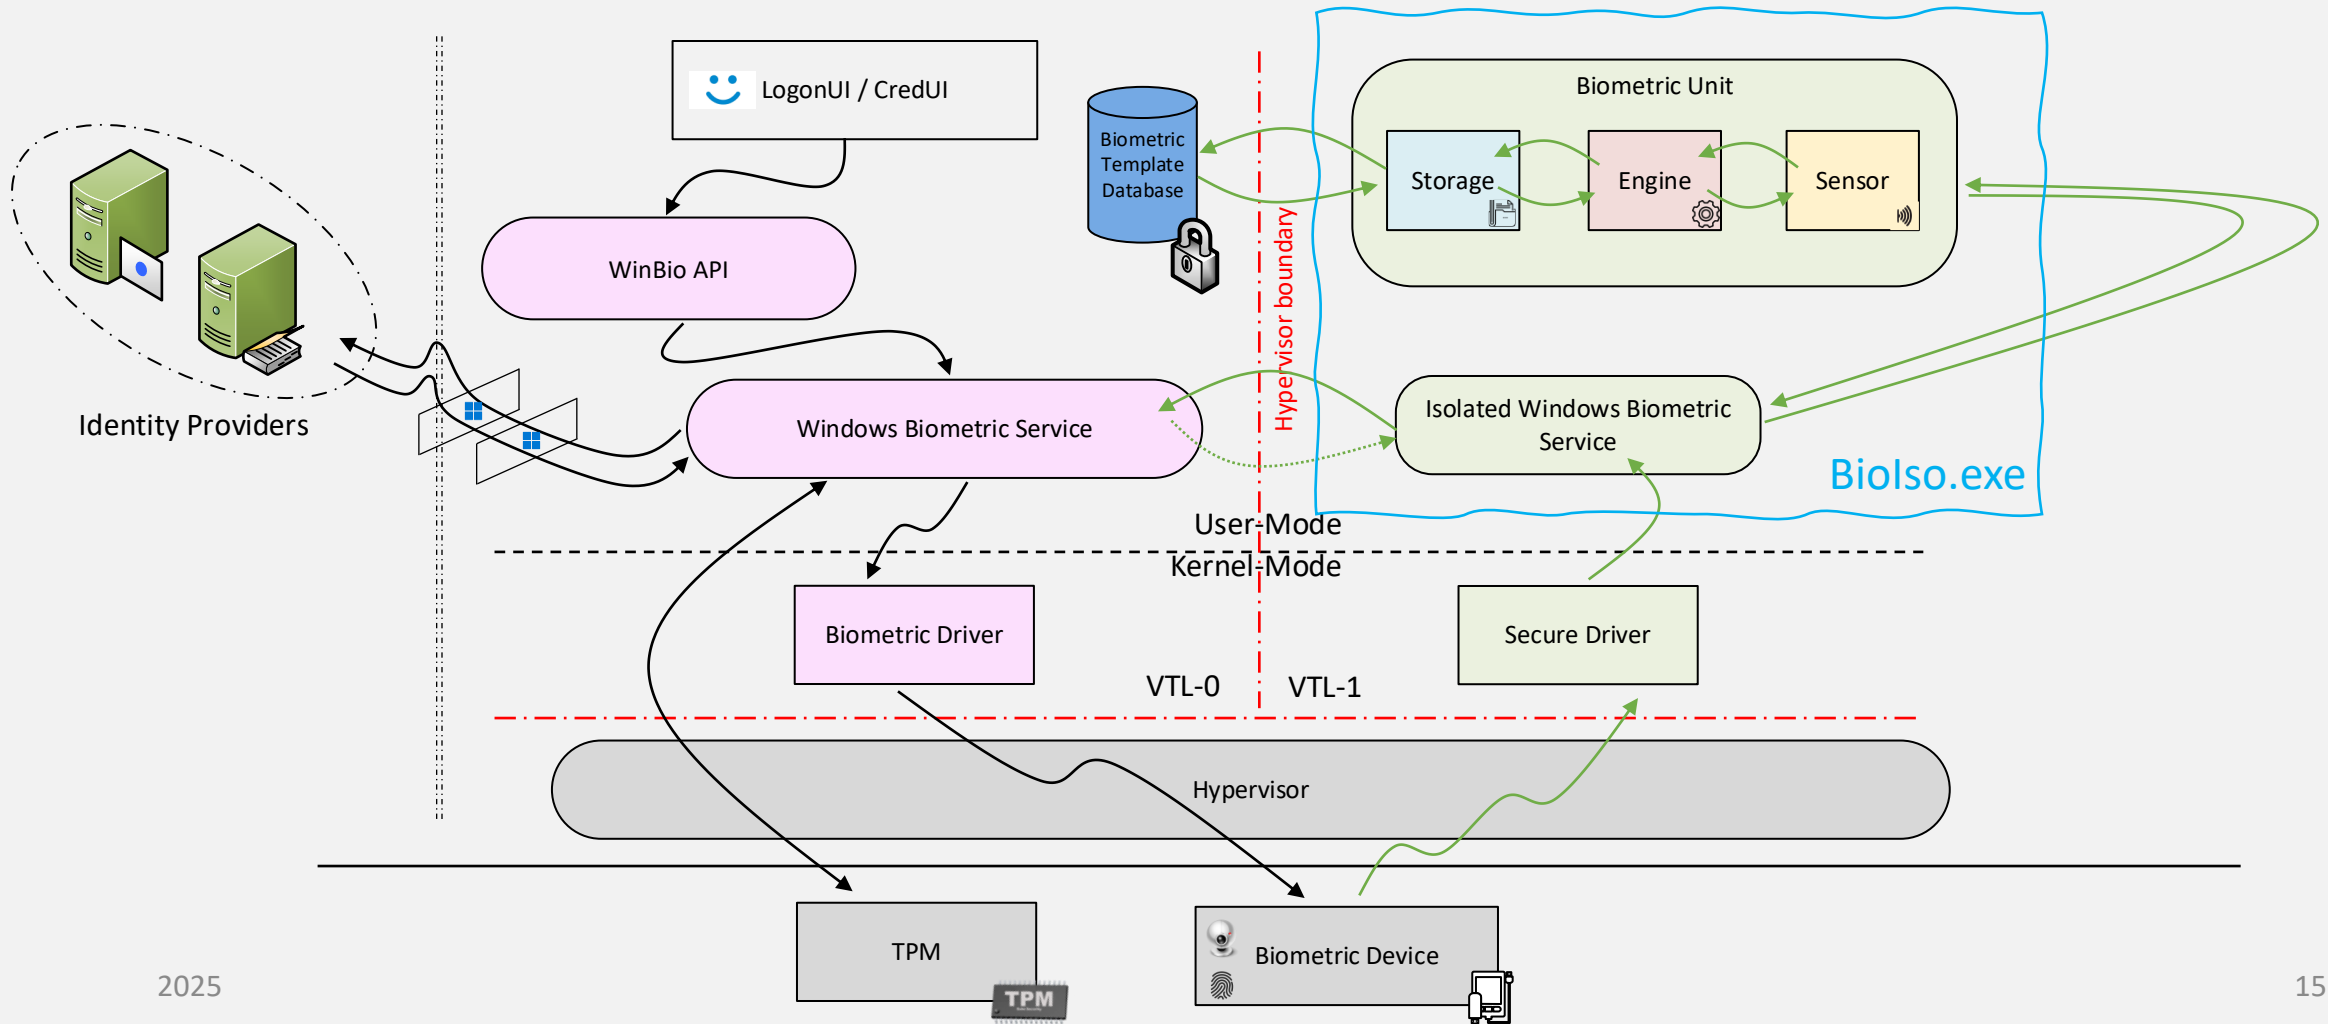 LogonUI / CredUI
Biometric Unit
Biometric
Template
Database
Storage
Engine
Sensor
WinBio API
Hypervisor boundary
Identity Providers
Windows Biometric Service
Isolated Windows Biometric
Service
BioIso.exe
User-Mode
Kernel-Mode
Biometric Driver
Secure Driver
VTL-0
VTL-1
Hypervisor
TPM
Biometric Device
TPM
2025
15